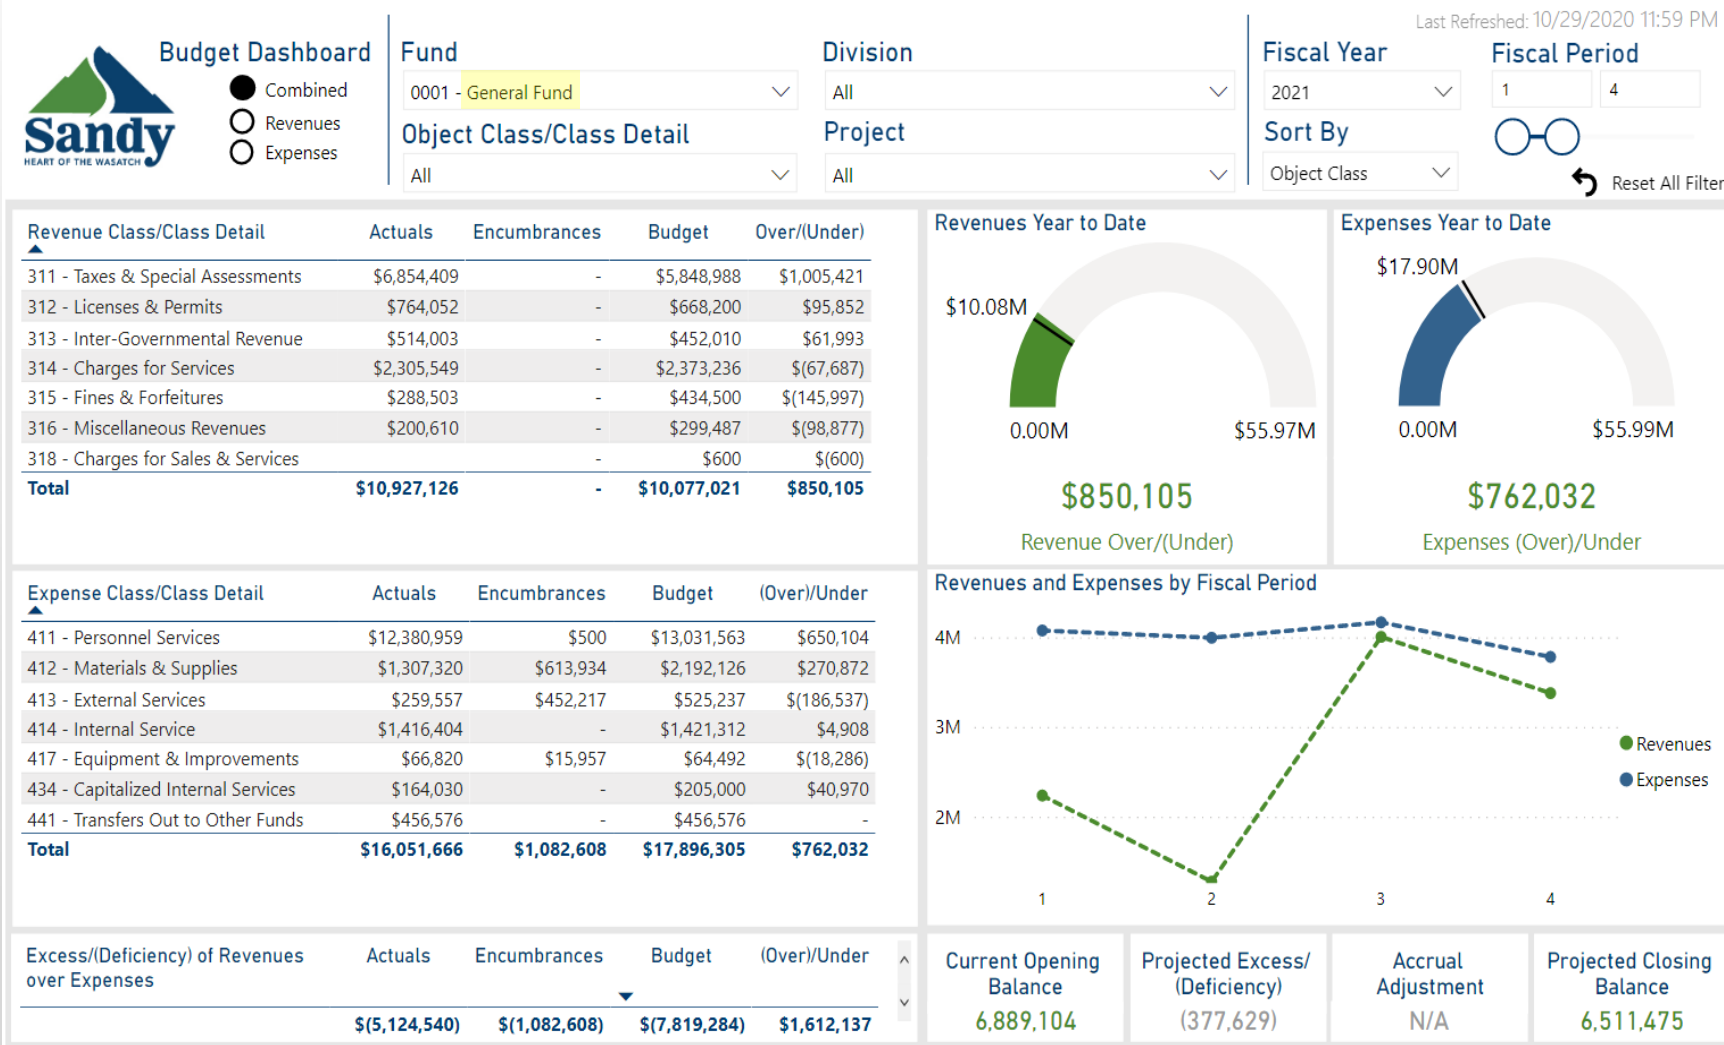 Last Refreshed: 10/29/2020 11:59 PM
Sandy
HEART OF THE WASATCH
Budget Dashboard
Combined
Revenues
Expenses
Fund
0001 - General Fund
Object Class/Class Detail
All
Division
All
Project
All
Fiscal Year
2021
Sort By
Object Class
Fiscal Period
1 4
Reset All Filter
Revenue Class/Class Detail Actuals Encumbrances Budget Over/(Under)
311 - Taxes & Special Assessments $6,854,409 - $5,848,988 $1,005,421
312 - Licenses & Permits $764,052 - $668,200 $95,852
313 - Inter-Governmental Revenue $514,003 - $452,010 $61,993
314 - Charges for Services $2,305,549 - $2,373,236 $(67,687)
315 - Fines & Forfeitures $288,503 - $434,500 $(145,997)
316 - Miscellaneous Revenues $200,610 - $299,487 $(98,877)
318 - Charges for Sales & Services - $600 $(600)
Total $10,927,126 - $10,077,021 $850,105
Revenues Year to Date
$10.08M
0.00M $55.97M
$850,105
Revenue Over/(Under)
Expenses Year to Date
$17.90M
0.00M $55.99M
$762,032
Expenses (Over)/Under
Expense Class/Class Detail Actuals Encumbrances Budget (Over)/Under
411 - Personnel Services $12,380,959 $500 $13,031,563 $650,104
412 - Materials & Supplies $1,307,320 $613,934 $2,192,126 $270,872
413 - External Services $259,557 $452,217 $525,237 $(186,537)
414 - Internal Service $1,416,404 - $1,421,312 $4,908
417 - Equipment & Improvements $66,820 $15,957 $64,492 $(18,286)
434 - Capitalized Internal Services $164,030 - $205,000 $40,970
441 - Transfers Out to Other Funds $456,576 - $456,576 -
Total $16,051,666 $1,082,608 $17,896,305 $762,032
Revenues and Expenses by Fiscal Period
4M
3M
2M
1 2 3 4
Revenues
Expenses
Excess/(Deficiency) of Revenues Actuals Encumbrances Budget (Over)/Under
over Expenses
$(5,124,540) $(1,082,608) $(7,819,284) $1,612,137
Current Opening
Balance
6,889,104
Projected Excess/
(Deficiency)
(377,629)
Accrual
Adjustment
N/A
Projected Closing
Balance
6,511,475